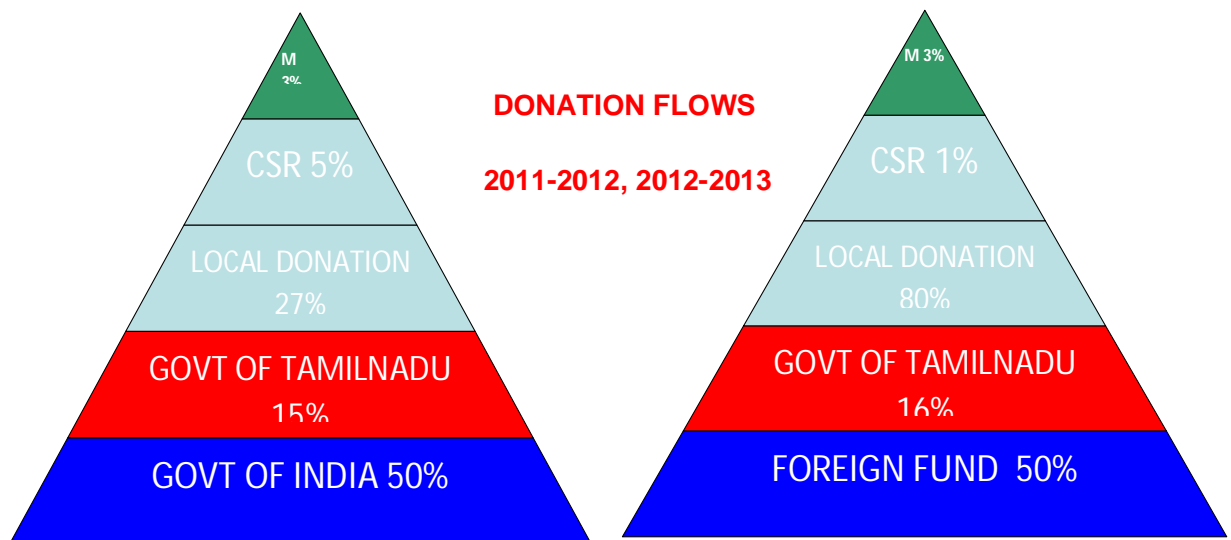 M
3%
CSR 5%
LOCAL DONATION
27%
GOVT OF TAMILNADU
15%
GOVT OF INDIA 50%
DONATION FLOWS
2011-2012, 2012-2013
M 3%
CSR 1%
LOCAL DONATION
80%
GOVT OF TAMILNADU
16%
FOREIGN FUND 50%